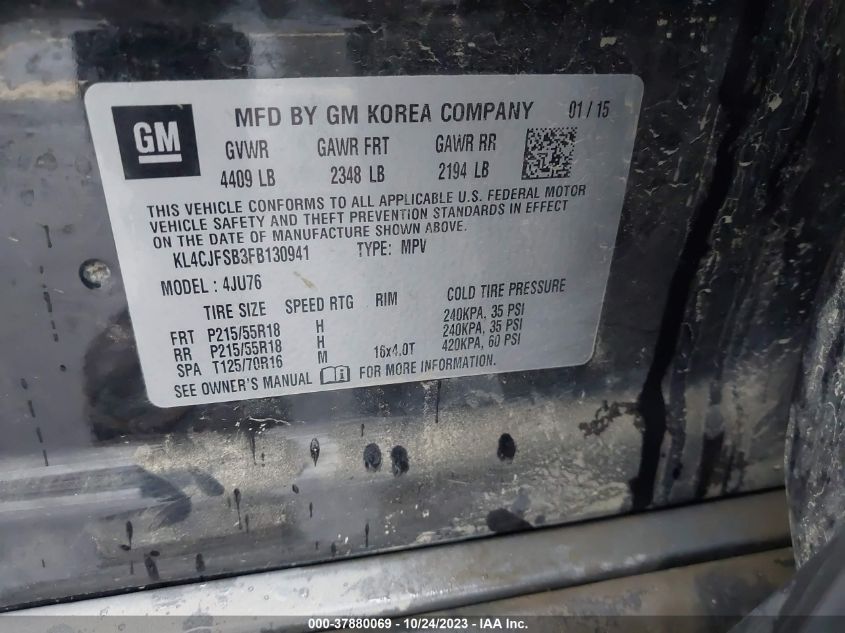 GM
MFD BY GM KOREA COMPANY 01 / 15
GVWR GAWR FRT GAWR RR
4409 LB 2348 LB 2194 LB
THIS VEHICLE CONFORMS TO ALL APPLICABLE U.S. FEDERAL MOTOR
VEHICLE SAFETY AND THEFT PREVENTION STANDARDS IN EFFECT
ON THE DATE OF MANUFACTURE SHOWN ABOVE.
KL4CJFSB3FB130941 TYPE: MPV
MODEL : 4JU76
TIRE SIZE SPEED RTG RIM COLD TIRE PRESSURE
FRT P215/55R18 H 240KPA, 35 PSI
RR P215/55R18 H 240KPA, 35 PSI
SPA T125/70R16 M 16x4.0T 420KPA, 60 PSI
SEE OWNER'S MANUAL FOR MORE INFORMATION.
000-37880069 - 10/24/2023 - IAA Inc.